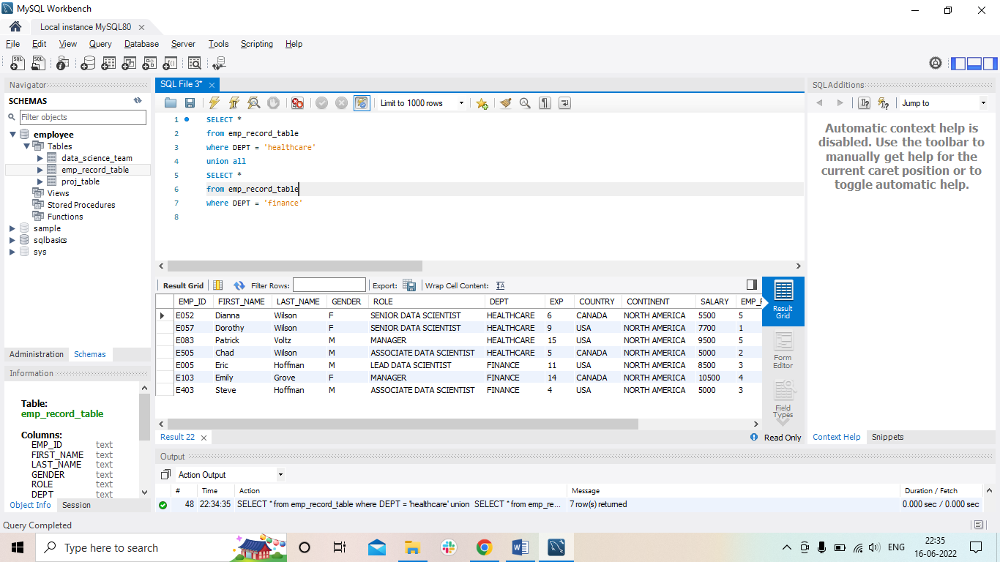 MySQL Workbench
Local instance MySQL80
File Edit View Query Database Server Tools Scripting Help
Navigator
SCHEMAS
Filter objects
employee
Tables
data_science_team
emp_record_table
proj_table
Views
Stored Procedures
Functions
sample
sqlbasics
sys
Administration Schemas
Information
Table:
emp_record_table
Columns:
EMP_ID text
FIRST_NAME text
LAST_NAME text
GENDER text
ROLE text
DEPT text
Object Info Session
SQL File 3*
Limit to 1000 rows
1 SELECT *
2 from emp_record_table
3 where DEPT = 'healthcare'
4 union all
5 SELECT *
6 from emp_record_table
7 where DEPT = 'finance'
8
Result Grid Filter Rows: Export: Wrap Cell Content:
EMP_ID FIRST_NAME LAST_NAME GENDER ROLE DEPT EXP COUNTRY CONTINENT SALARY
E052 Dianna Wilson F SENIOR DATA SCIENTIST HEALTHCARE 6 CANADA NORTH AMERICA 5500 5
E057 Dorothy Wilson F SENIOR DATA SCIENTIST HEALTHCARE 9 USA NORTH AMERICA 7700 1
E083 Patrick Voltz M MANAGER HEALTHCARE 15 USA NORTH AMERICA 9500 5
E505 Chad Wilson M ASSOCIATE DATA SCIENTIST HEALTHCARE 5 CANADA NORTH AMERICA 5000 2
E005 Eric Hoffman M LEAD DATA SCIENTIST FINANCE 11 USA NORTH AMERICA 8500 3
E103 Emily Grove F MANAGER FINANCE 14 CANADA NORTH AMERICA 10500 4
E403 Steve Hoffman M ASSOCIATE DATA SCIENTIST FINANCE 4 USA NORTH AMERICA 5000 3
Result Grid
Form Editor
Field Types
Result 22
Read Only
SQLAdditions
Jump to
Automatic context help is
disabled. Use the toolbar to
manually get help for the
current caret position or to
toggle automatic help.
Context Help Snippets
Output
Action Output
# Time Action Message Duration / Fetch
48 22:34:35 SELECT * from emp_record_table where DEPT = 'healthcare' union SELECT * from emp_re... 7 row(s) returned 0.000 sec / 0.000 sec
Query Completed
Type here to search
ENG
22:35
16-06-2022